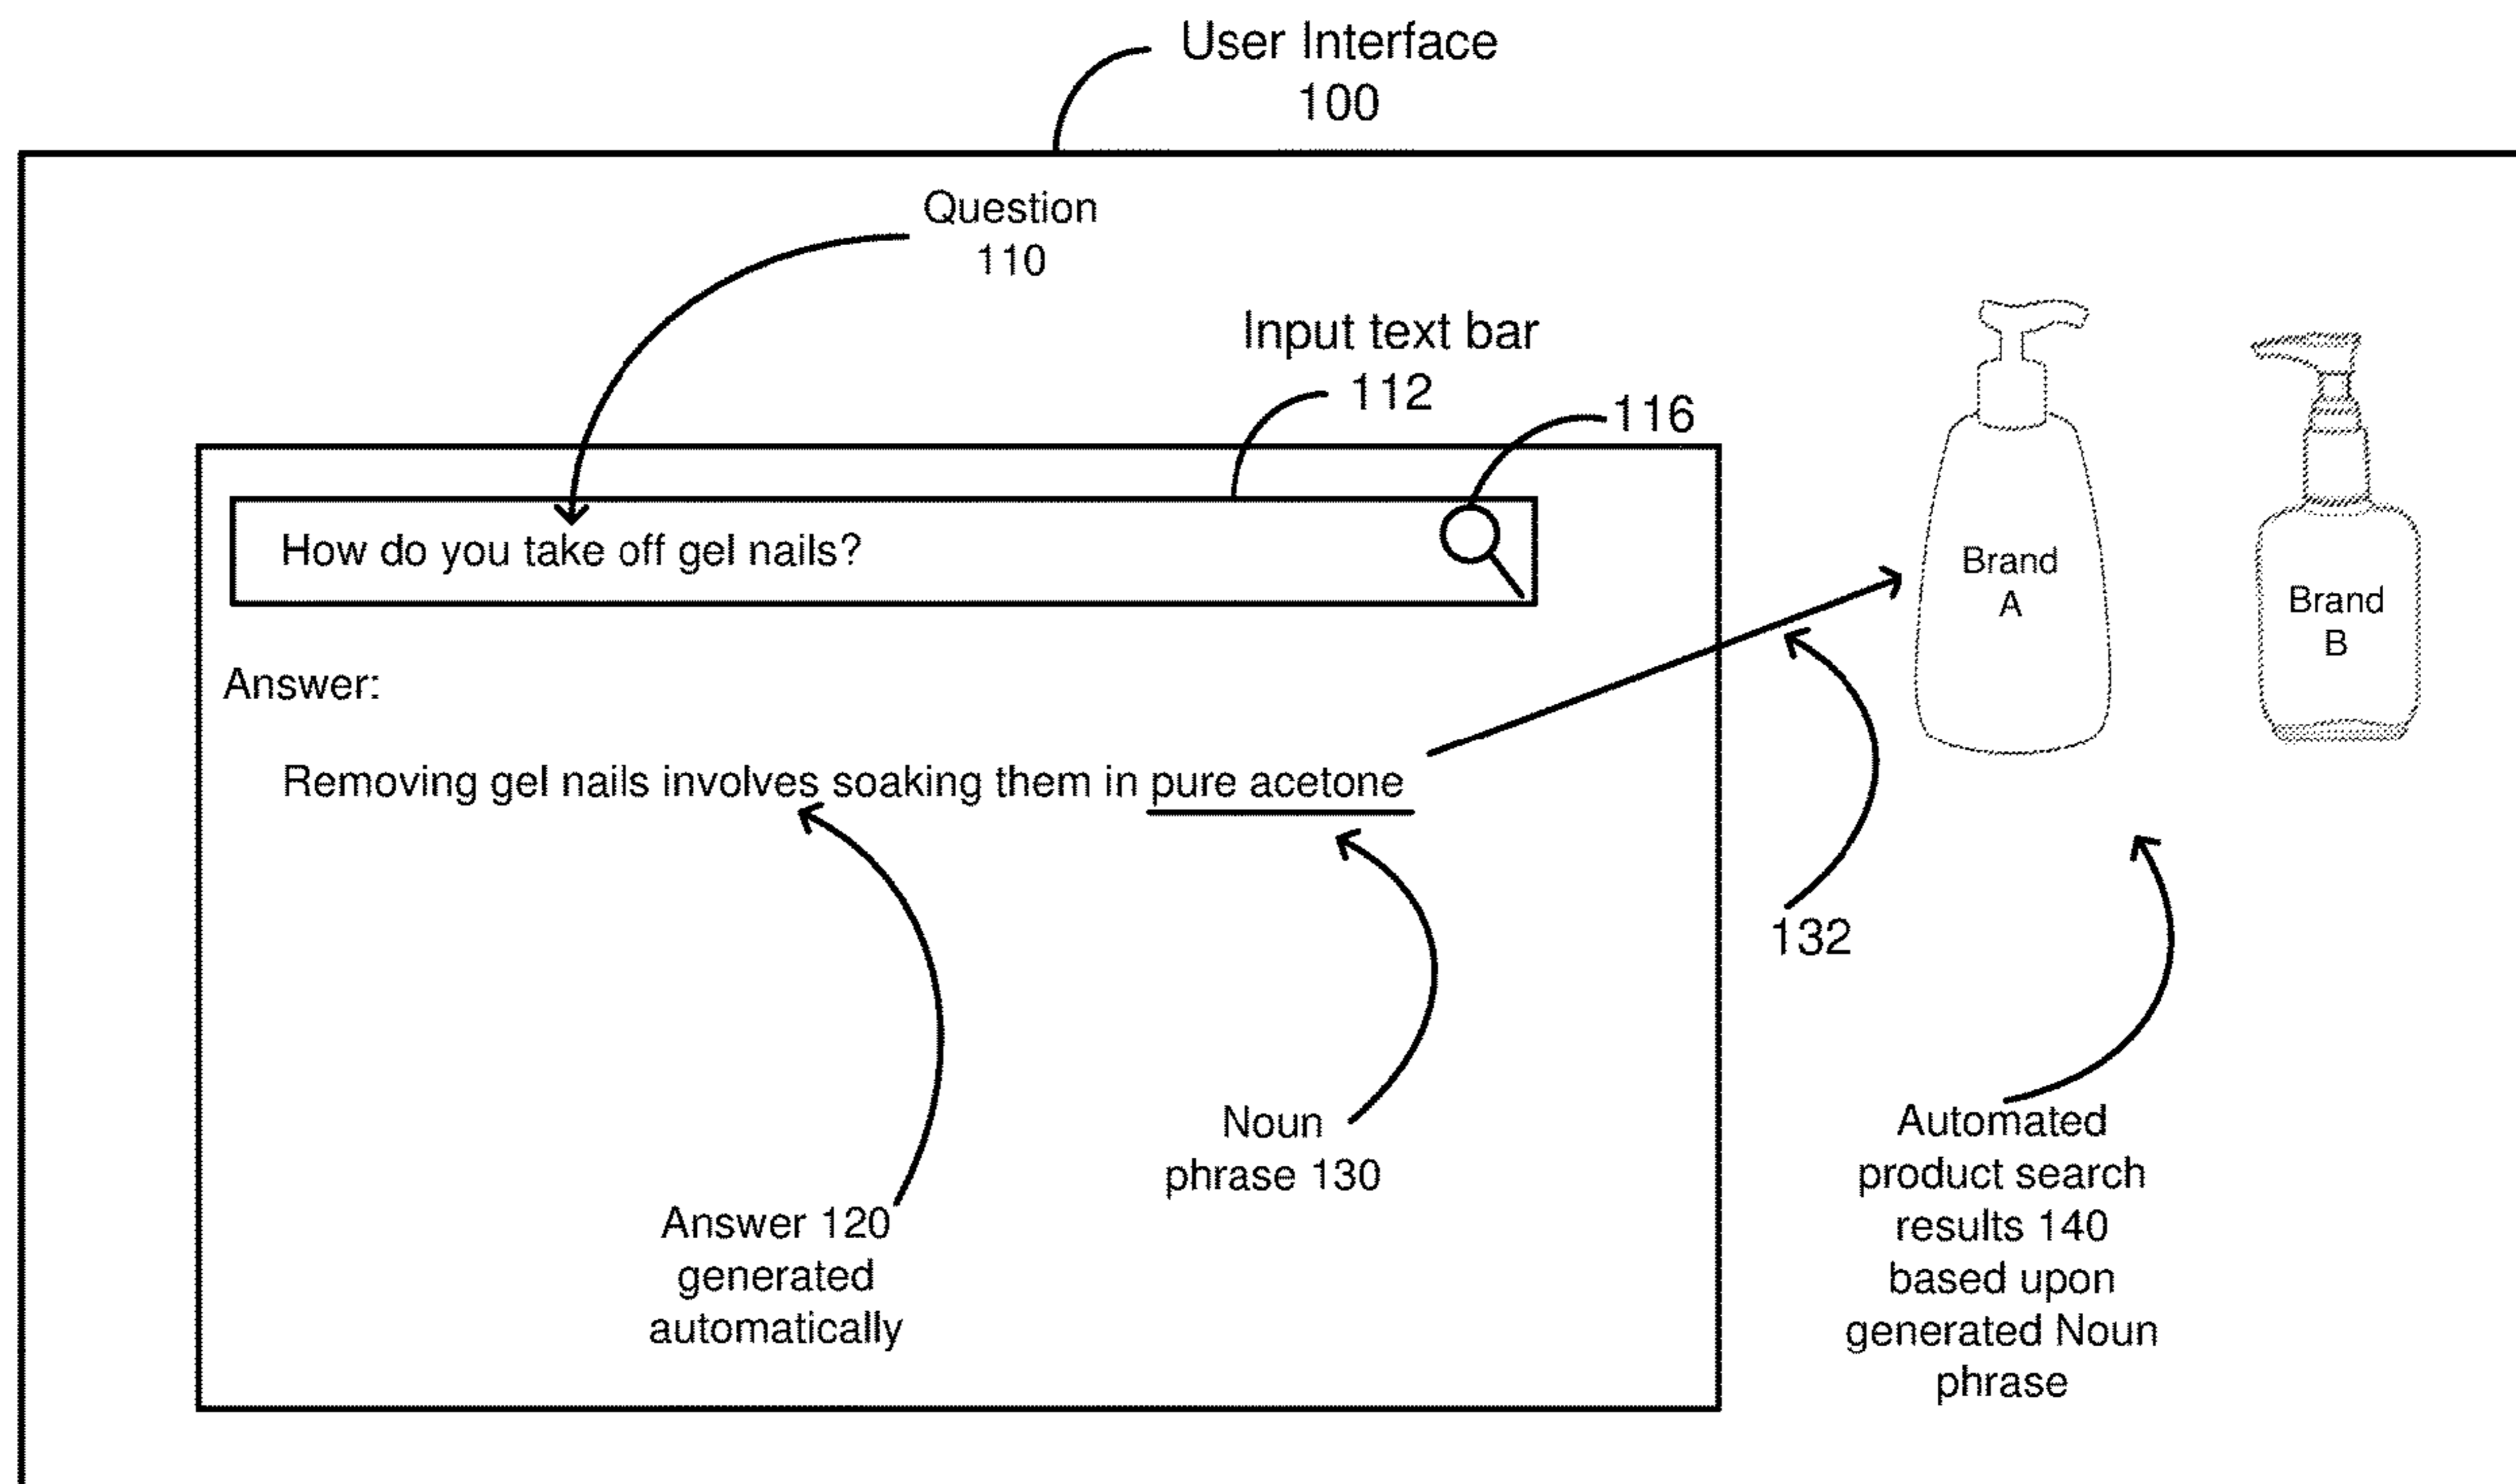 User Interface
100
Question
110
Input text bar
112
116
How do you take off gel nails?
Brand
A
Brand
B
Answer:
Removing gel nails involves soaking them in pure acetone
132
Noun
phrase 130
Answer 120
generated
automatically
Automated
product search
results 140
based upon
generated Noun
phrase